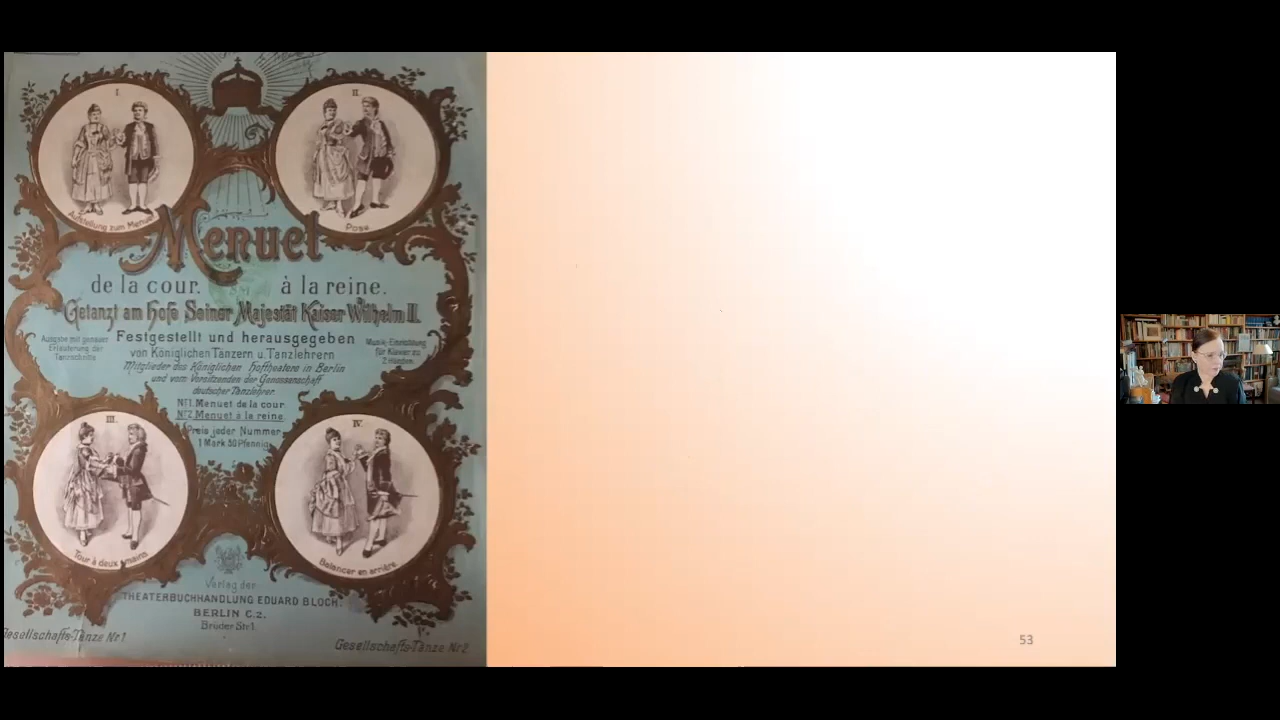 I.
II.
Aufstellung zum Menuet
Pose
Menuet
de la cour. à la reine.
Getanzt am Hofe Seiner Majestät Kaiser Wilhelm II.
Ausgabe mit genauer
Erläuterung der
Tanzschritte
Festgestellt und herausgegeben
von Königlichen Tänzern u. Tanzlehrern
Mitglieder des Königlichen Hoftheaters in Berlin
und vom Vorsitzenden der Genossenschaft
deutscher Tanzlehrer.
Musik-Einrichtung
für Klavier zu
2 Händen.
Nº1. Menuet de la cour
Nº2. Menuet à la reine.
Preis jeder Nummer
1 Mark 50 Pfennig
III.
IV.
Tour à deux mains
Balancer en arrière
Verlag der
THEATERBUCHHANDLUNG EDUARD BLOCH.
BERLIN C.2.
Brüder Str 1.
Gesellschafts-Tänze Nr 1
Gesellschafts-Tänze Nr 2
53